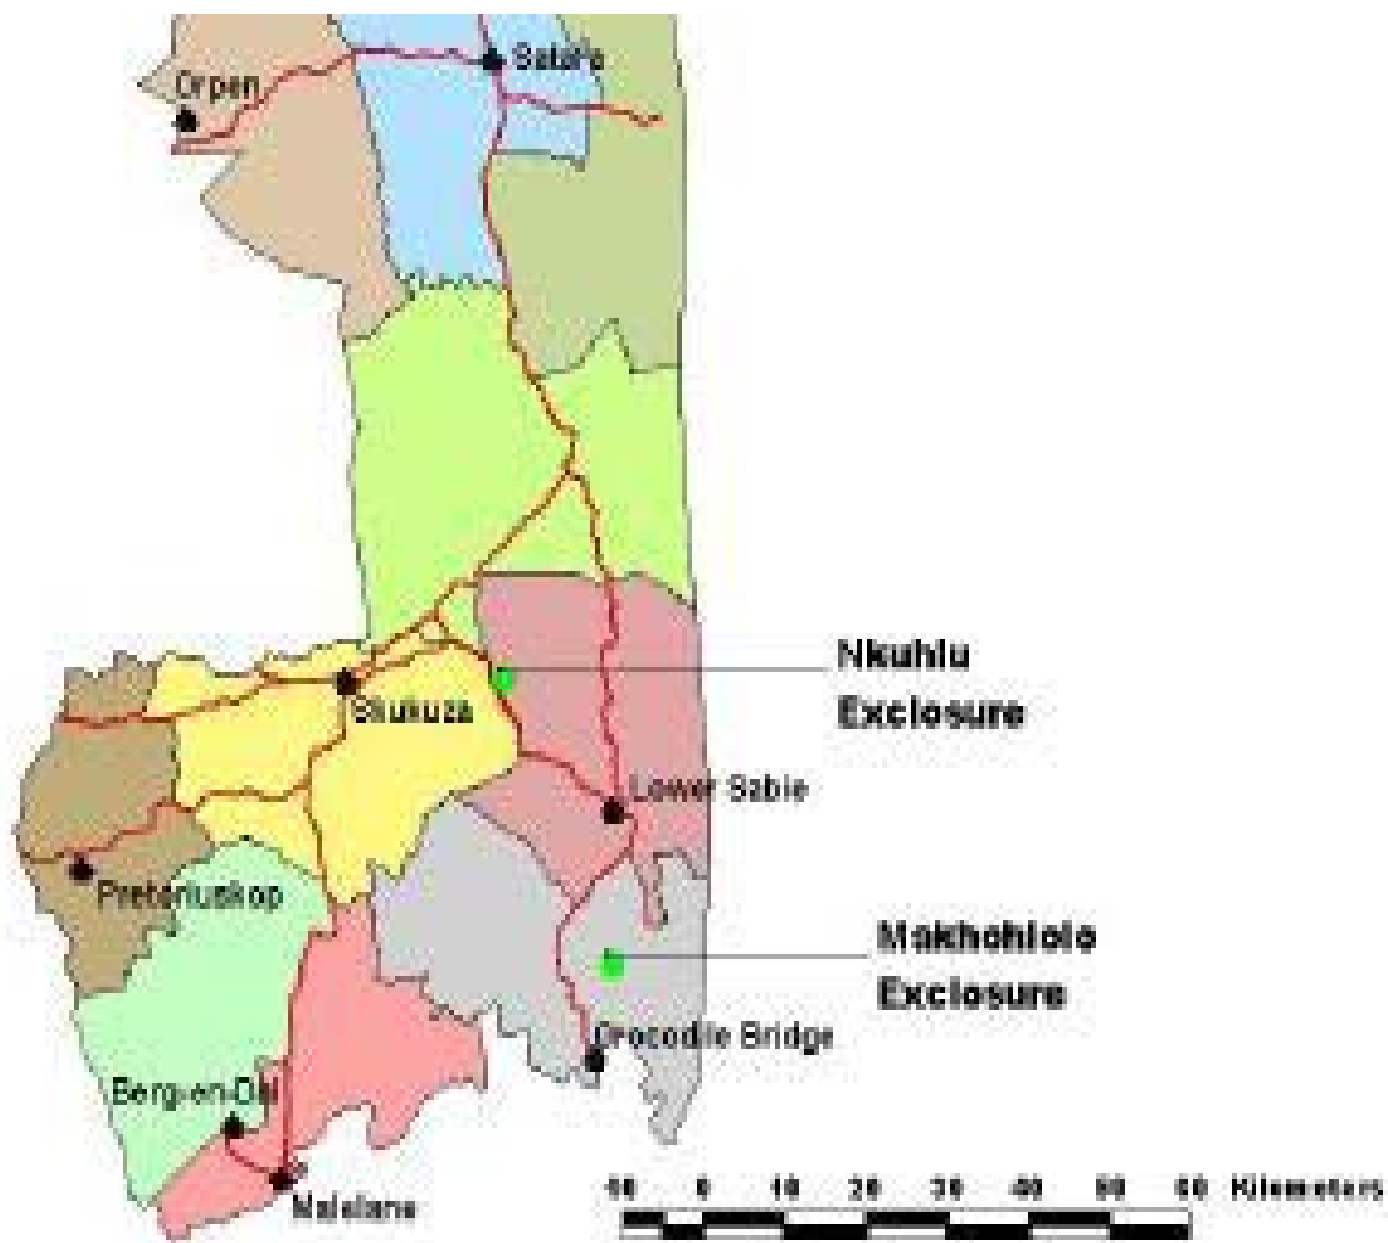 Satara
Orpen
Nkuhlu
Exclosure
Skukuza
Lower Sabie
Pretoriuskop
Makhohlolo
Exclosure
Crocodile Bridge
Berg-en-Dal
Malelane
10 0 10 20 30 40 50 60 Kilometers